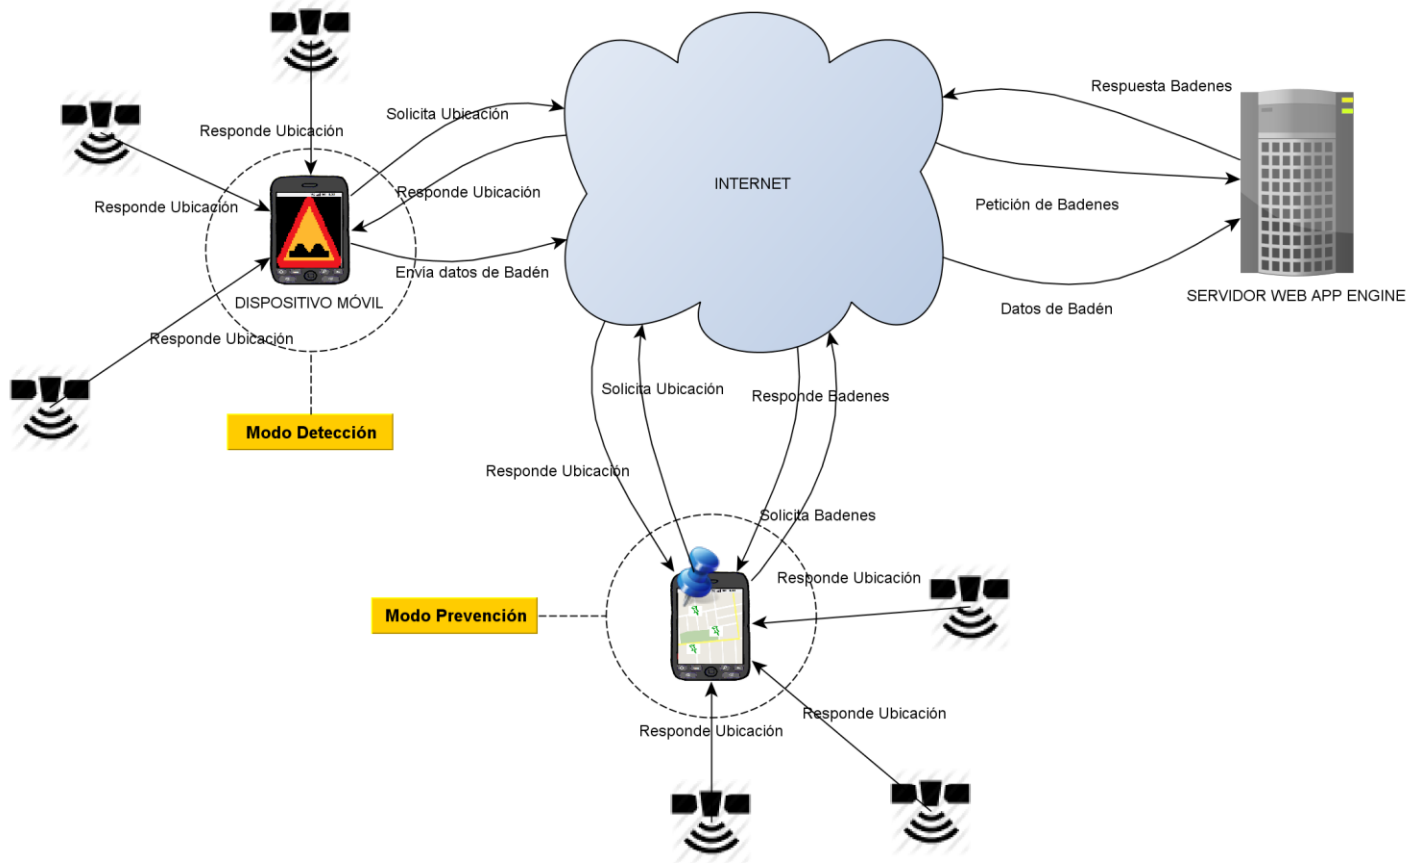 Respuesta Badenes
Solicita Ubicación
Responde Ubicación
INTERNET
Responde Ubicación
Responde Ubicación
Petición de Badenes
Envía datos de Badén
DISPOSITIVO MÓVIL
SERVIDOR WEB APP ENGINE
Datos de Badén
Responde Ubicación
Solicita Ubicación
Responde Badenes
Modo Detección
Responde Ubicación
Solicita Badenes
Responde Ubicación
Modo Prevención
Responde Ubicación
Responde Ubicación